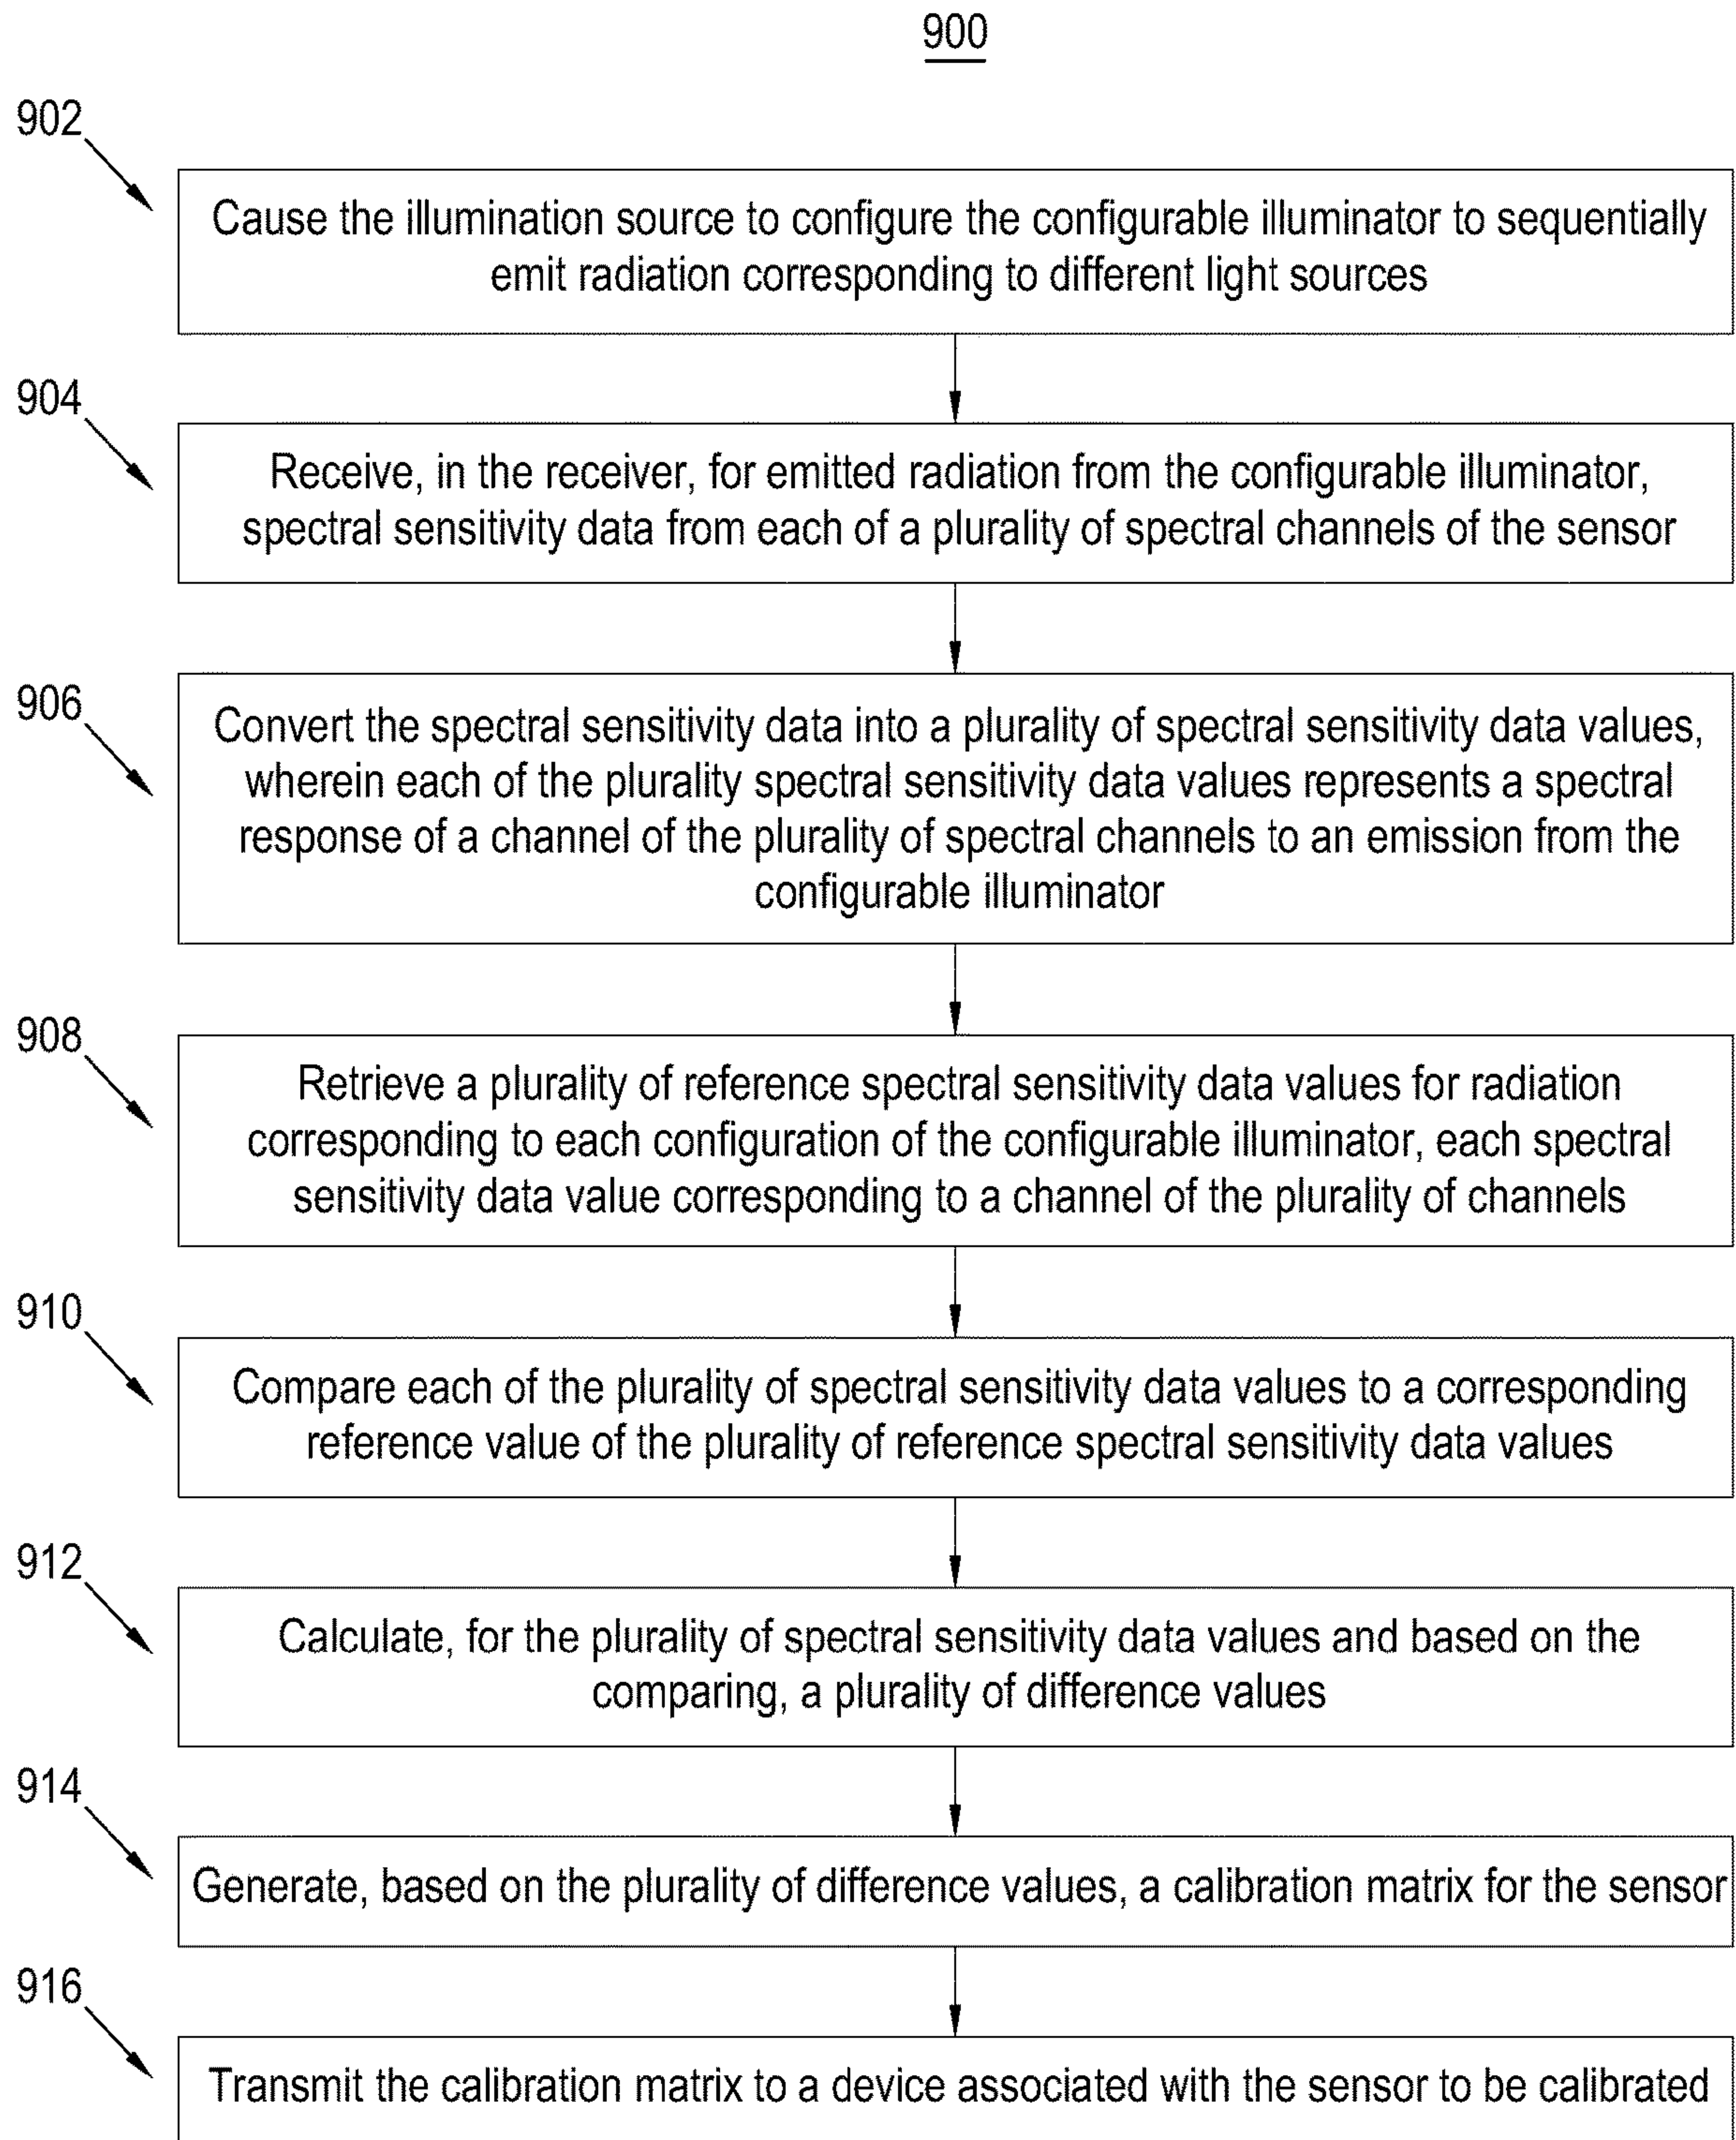 900
902
Cause the illumination source to configure the configurable illuminator to sequentially
emit radiation corresponding to different light sources
904
Receive, in the receiver, for emitted radiation from the configurable illuminator,
spectral sensitivity data from each of a plurality of spectral channels of the sensor
906
Convert the spectral sensitivity data into a plurality of spectral sensitivity data values,
wherein each of the plurality spectral sensitivity data values represents a spectral
response of a channel of the plurality of spectral channels to an emission from the
configurable illuminator
908
Retrieve a plurality of reference spectral sensitivity data values for radiation
corresponding to each configuration of the configurable illuminator, each spectral
sensitivity data value corresponding to a channel of the plurality of channels
910
Compare each of the plurality of spectral sensitivity data values to a corresponding
reference value of the plurality of reference spectral sensitivity data values
912
Calculate, for the plurality of spectral sensitivity data values and based on the
comparing, a plurality of difference values
914
Generate, based on the plurality of difference values, a calibration matrix for the sensor
916
Transmit the calibration matrix to a device associated with the sensor to be calibrated